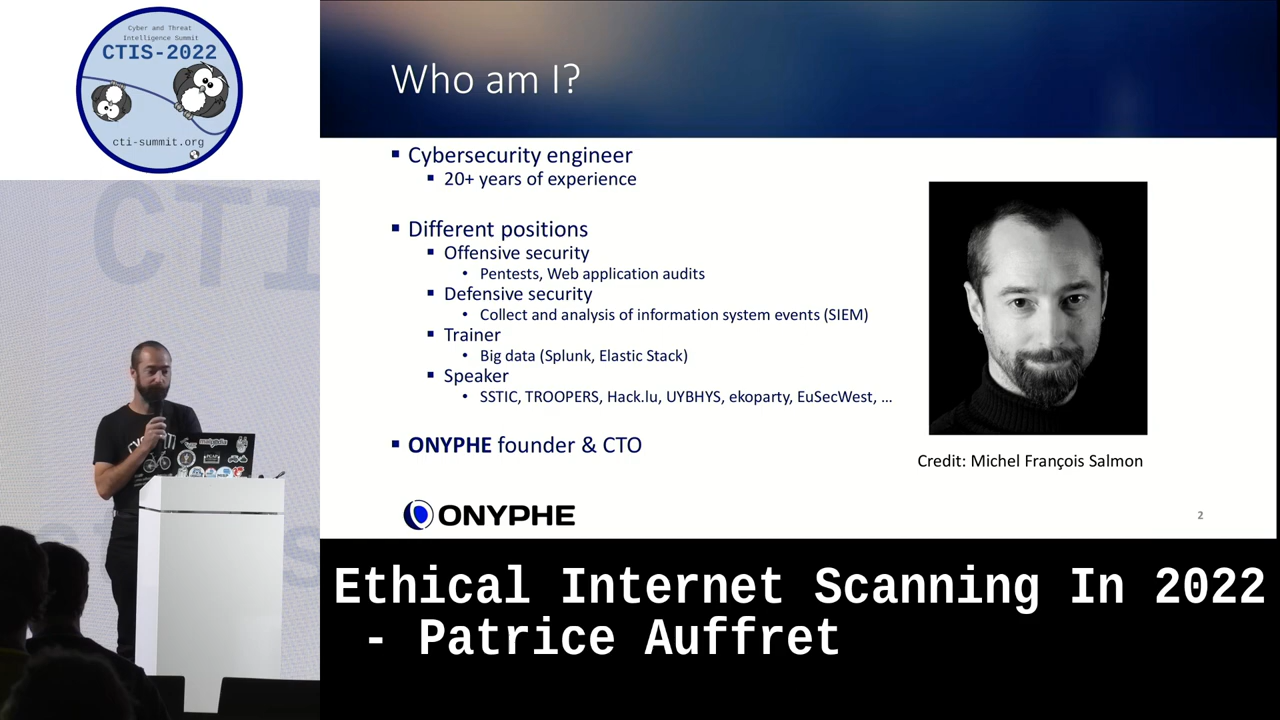 Cyber and Threat
Intelligence Summit
CTIS-2022
cti-summit.org
CTI
Who am I?
Cybersecurity engineer
20+ years of experience
Different positions
Offensive security
Pentests, Web application audits
Defensive security
Collect and analysis of information system events (SIEM)
Trainer
Big data (Splunk, Elastic Stack)
Speaker
SSTIC, TROOPERS, Hack.lu, UYBHYS, ekoparty, EuSecWest, ...
ONYPHE founder & CTO
Credit: Michel François Salmon
ONYPHE
2
Ethical Internet Scanning In 2022
- Patrice Auffret